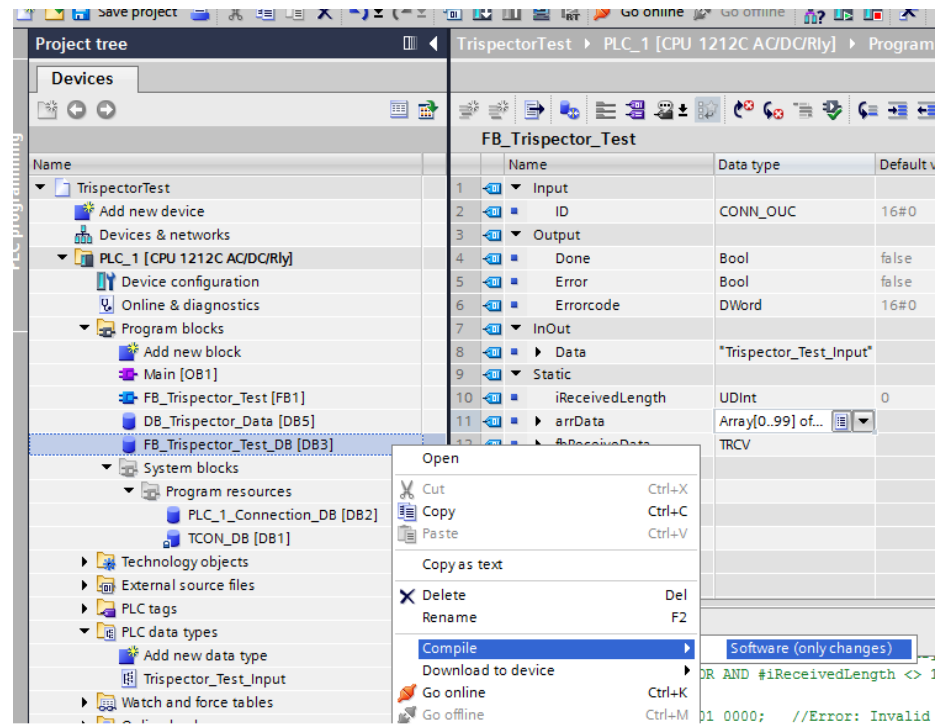 Save project
Go online
Go offline
Project tree
TrispectorTest
PLC_1 [CPU 1212C AC/DC/Rly]
Program
Devices
PLC programming
FB_Trispector_Test
Name
Name
Data type
Default v
TrispectorTest
Add new device
Devices & networks
PLC_1 [CPU 1212C AC/DC/Rly]
Device configuration
Online & diagnostics
Program blocks
Add new block
Main [OB1]
FB_Trispector_Test [FB1]
DB_Trispector_Data [DB5]
FB_Trispector_Test_DB [DB3]
System blocks
Program resources
PLC_1_Connection_DB [DB2]
TCON_DB [DB1]
Technology objects
External source files
PLC tags
PLC data types
Add new data type
Trispector_Test_Input
Watch and force tables
1 Input
2 ID CONN_OUC 16#0
3 Output
4 Done Bool false
5 Error Bool false
6 Errorcode DWord 16#0
7 InOut
8 Data "Trispector_Test_Input"
9 Static
10 iReceivedLength UDInt 0
11 arrData Array[0..99] of...
12 fbReceiveData TRCV
Open
Cut Ctrl+X
Copy Ctrl+C
Paste Ctrl+V
Copy as text
Delete Del
Rename F2
Compile
Software (only changes)
Download to device
Go online Ctrl+K
Go offline Ctrl+M
OR AND #iReceivedLength <> 1
01 0000; //Error: Invalid